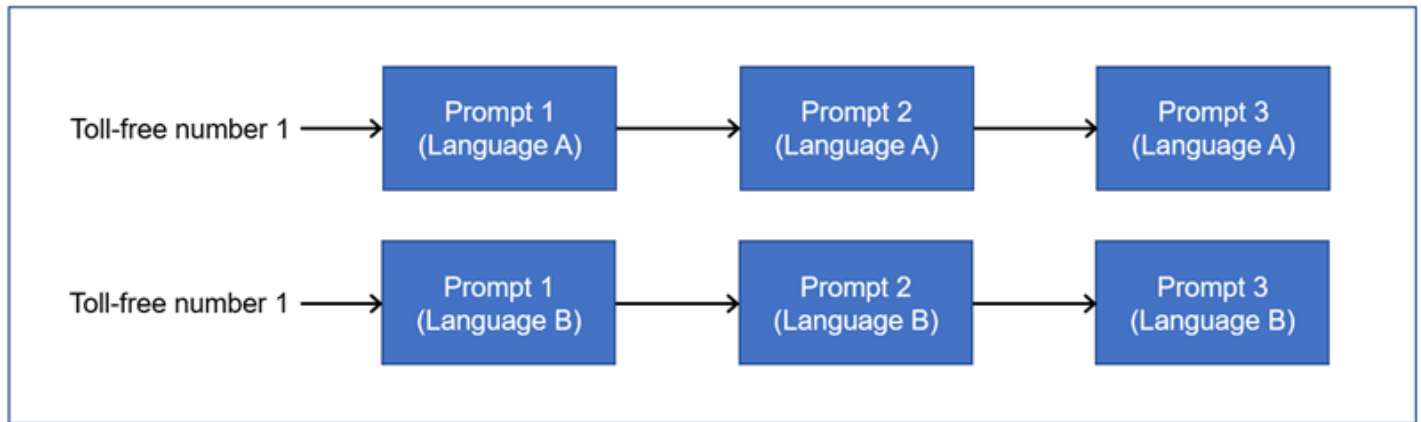 Toll-free number 1
Prompt 1
(Language A)
Prompt 2
(Language A)
Prompt 3
(Language A)
Toll-free number 1
Prompt 1
(Language B)
Prompt 2
(Language B)
Prompt 3
(Language B)